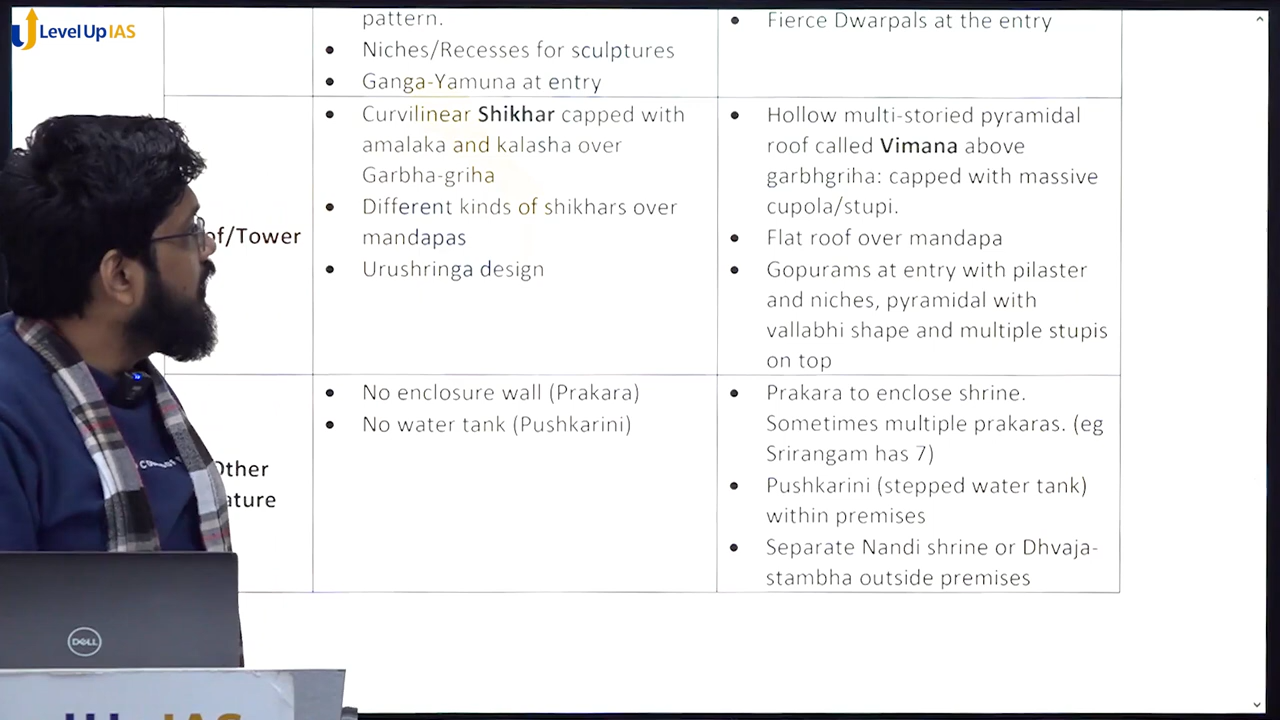 Level Up IAS
pattern.
Niches/Recesses for sculptures
Ganga-Yamuna at entry
Fierce Dwarpals at the entry
of/Tower
Curvilinear Shikhar capped with
amalaka and kalasha over
Garbha-griha
Different kinds of shikhars over
mandapas
Urushringa design
Hollow multi-storied pyramidal
roof called Vimana above
garbhgriha: capped with massive
cupola/stupi.
Flat roof over mandapa
Gopurams at entry with pilaster
and niches, pyramidal with
vallabhi shape and multiple stupis
on top
Other
ature
No enclosure wall (Prakara)
No water tank (Pushkarini)
Prakara to enclose shrine.
Sometimes multiple prakaras. (eg
Srirangam has 7)
Pushkarini (stepped water tank)
within premises
Separate Nandi shrine or Dhvaja-
stambha outside premises
DELL